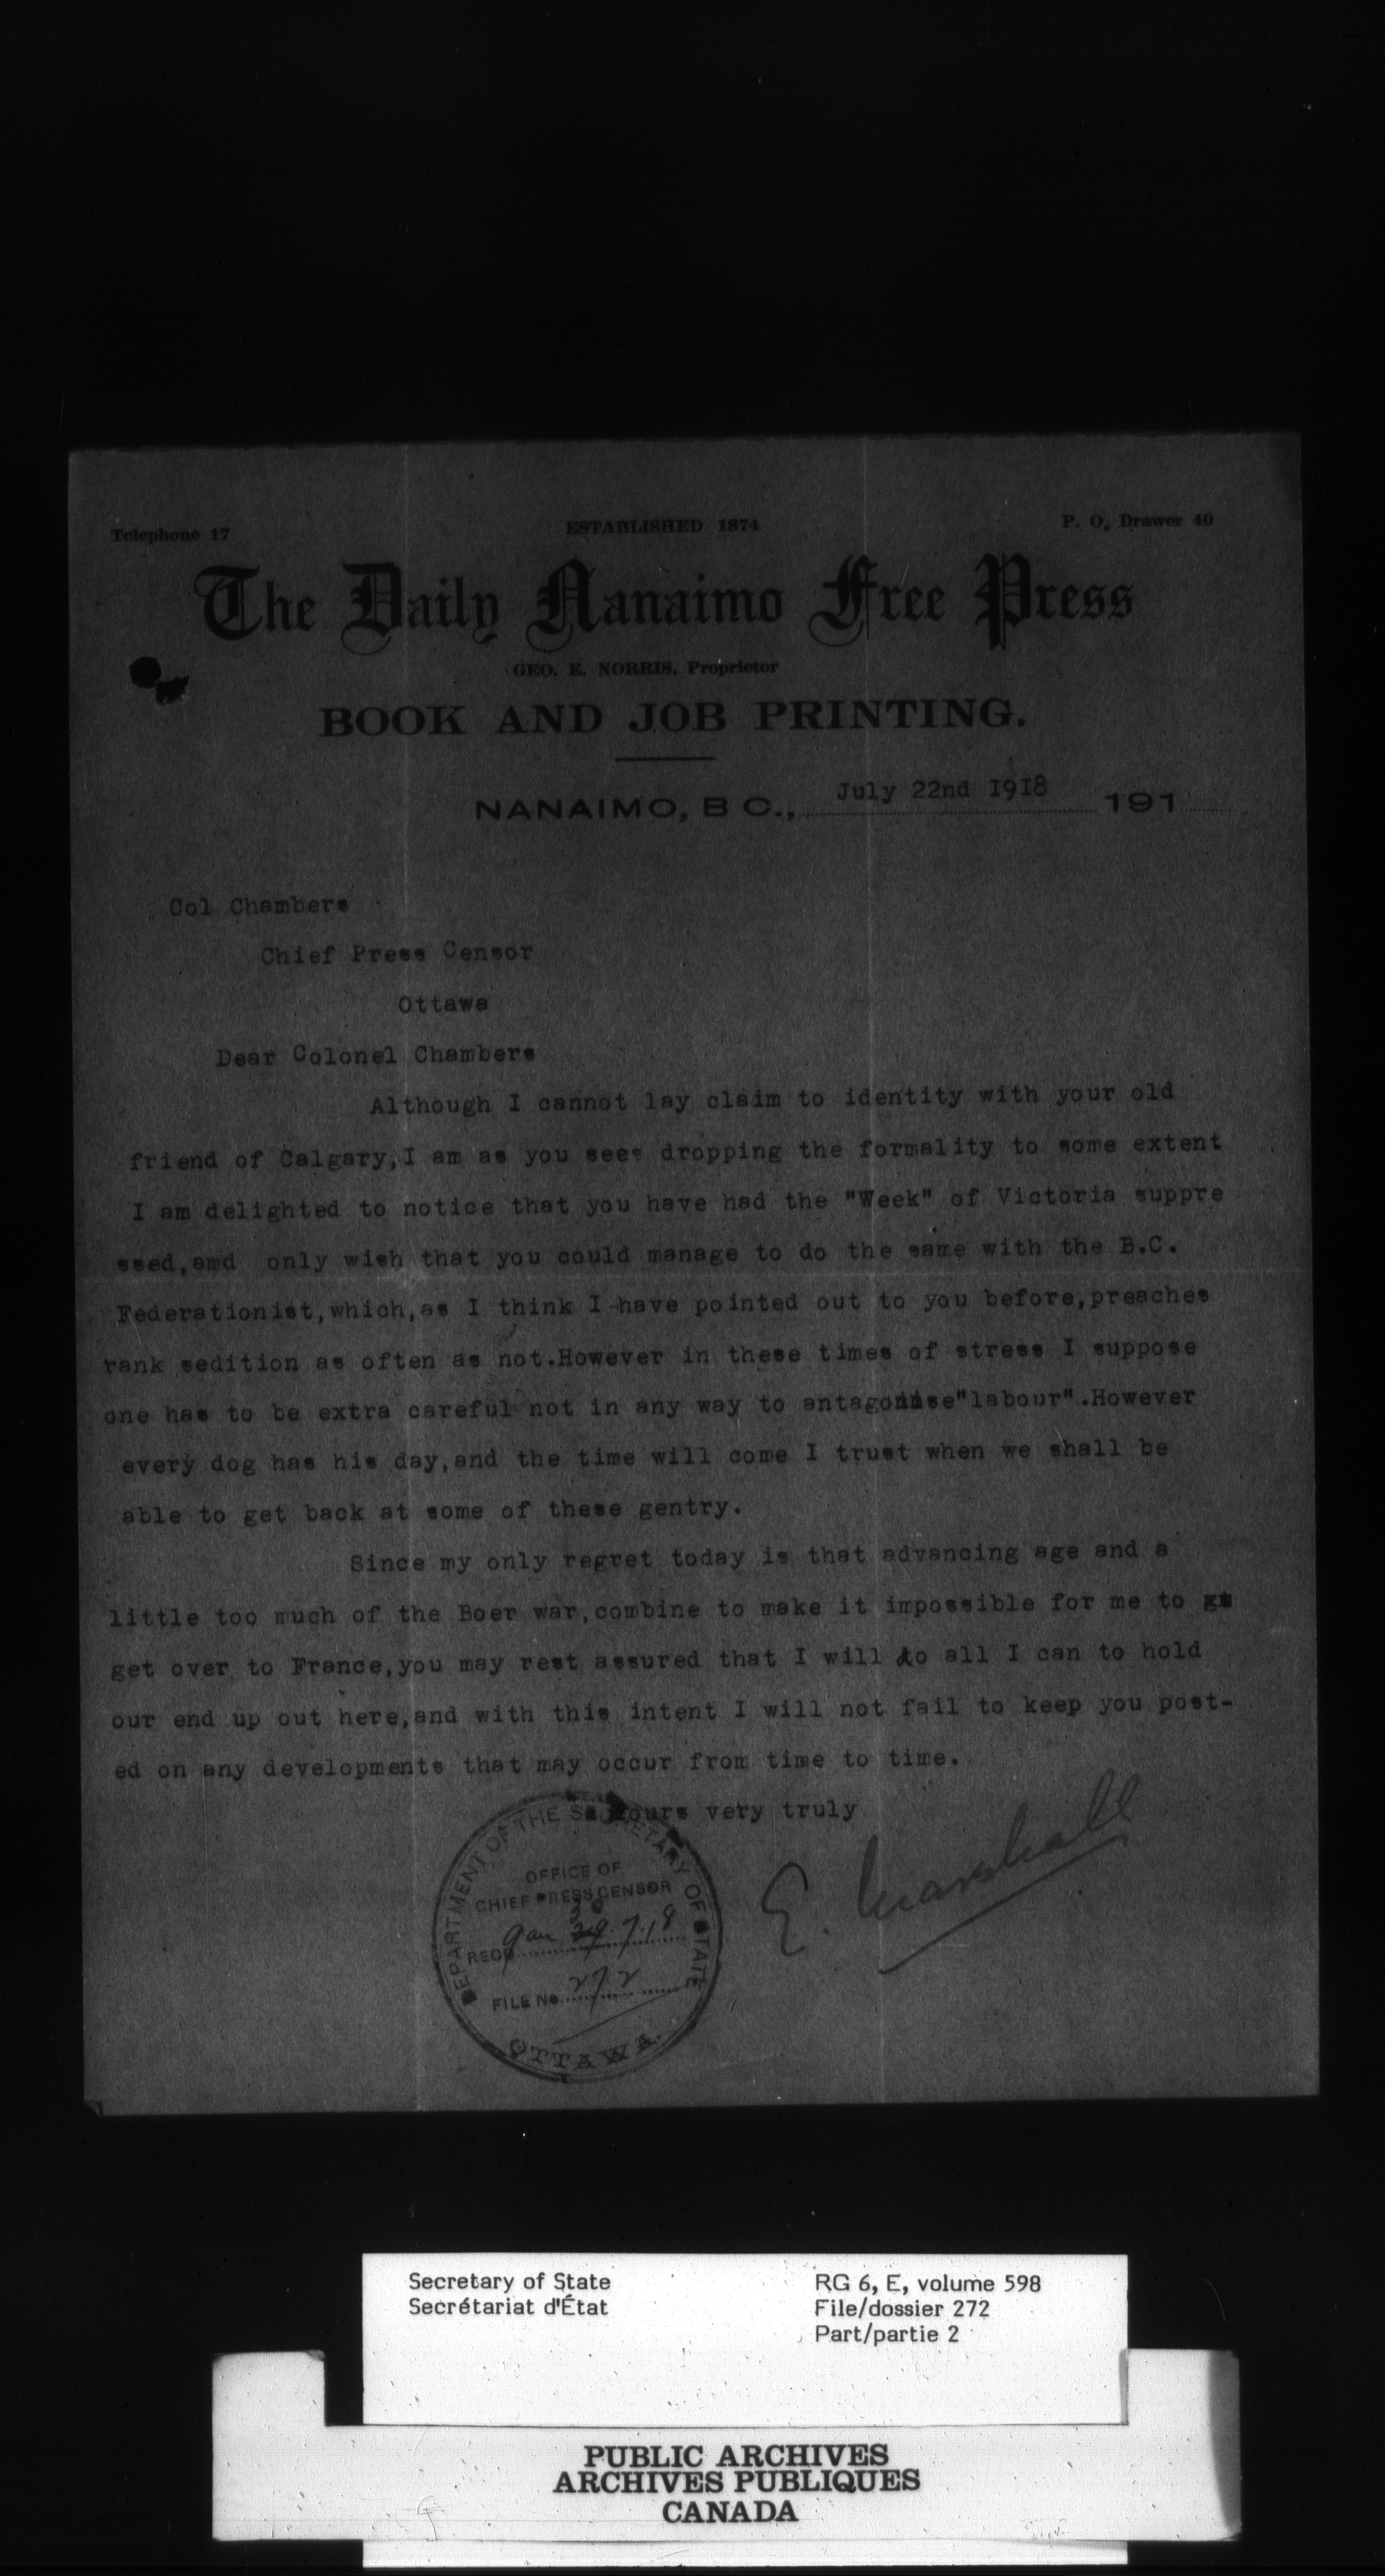 Telephone 17
ESTABLISHED 1874
P. O. Drawer 40
The Daily Nanaimo Free Press
GEO. E. NORRIS, Proprietor
BOOK AND JOB PRINTING.
NANAIMO, B C., July 22nd 1918 191
Col Chambers
Chief Press Censor
Ottawa
Dear Colonel Chambers
Although I cannot lay claim to identity with your old
friend of Calgary,I am as you sees dropping the formality to some extent
I am delighted to notice that you have had the "Week" of Victoria suppre
ssed,amd only wish that you could manage to do the same with the B.C.
Federationist,which,as I think I have pointed out to you before,preaches
rank sedition as often as not.However in these times of stress I suppose
one has to be extra careful not in any way to antagonise"labour".However
every dog has his day,and the time will come I trust when we shall be
able to get back at some of these gentry.
Since my only regret today is that advancing age and a
little too much of the Boer war,combine to make it impossible for me to
get over to France,you may rest assured that I will do all I can to hold
our end up out here,and with this intent I will not fail to keep you post-
ed on any developments that may occur from time to time.
Yours very truly
E. Marshall
DEPARTMENT OF THE SECRETARY OF STATE
OFFICE OF
CHIEF PRESS CENSOR
REC'D 30 7.18
FILE No. 272
OTTAWA.
Secretary of State
Secrétariat d'État
RG 6, E, volume 598
File/dossier 272
Part/partie 2
PUBLIC ARCHIVES
ARCHIVES PUBLIQUES
CANADA